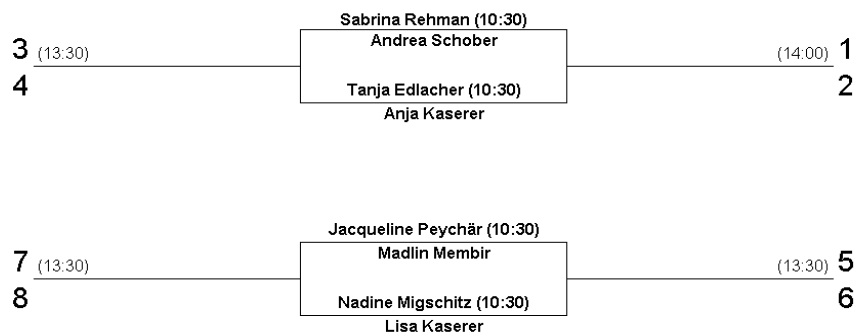 Sabrina Rehman (10:30)
3 (13:30) Andrea Schober (14:00) 1
4 Tanja Edlacher (10:30) 2
Anja Kaserer
Jacqueline Peychär (10:30)
7 (13:30) Madlin Membir (13:30) 5
8 Nadine Migschitz (10:30) 6
Lisa Kaserer